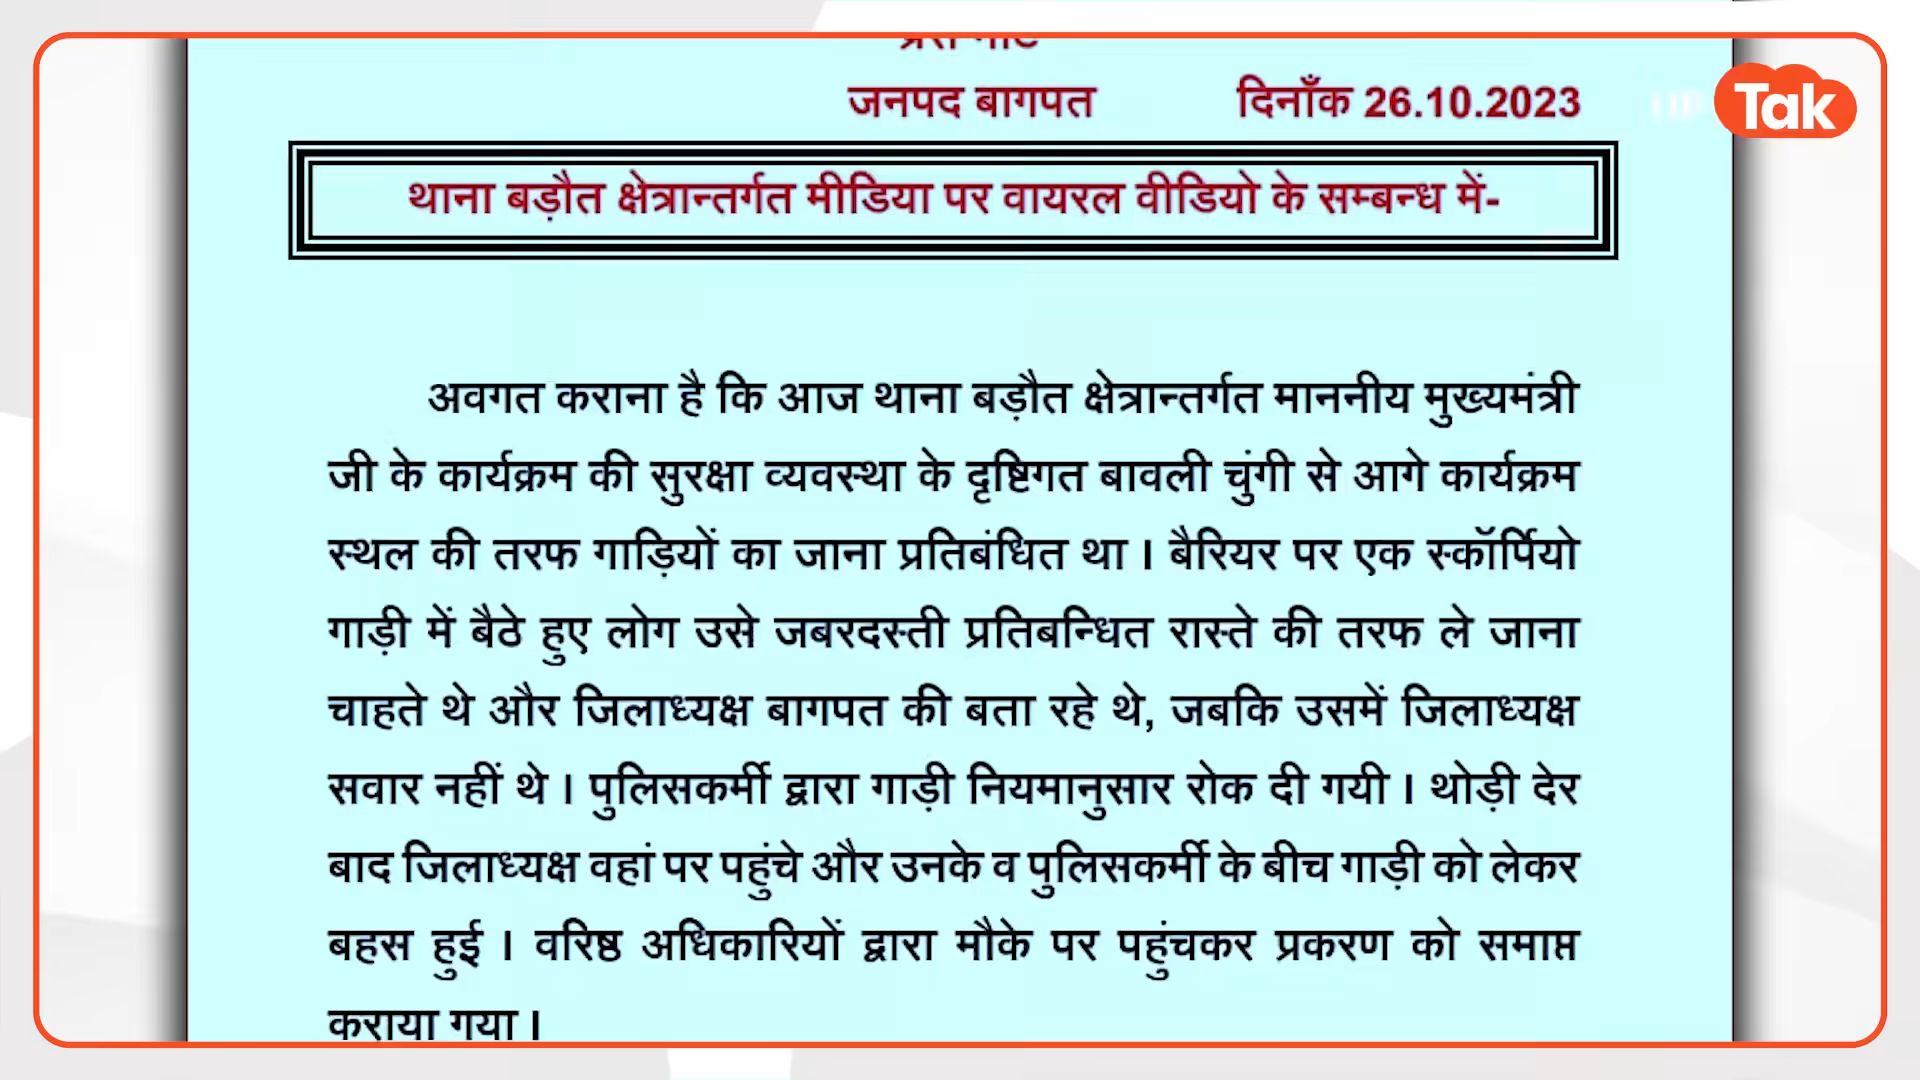 जनपद बागपत दिनाँक 26.10.2023
Tak
थाना बड़ौत क्षेत्रान्तर्गत मीडिया पर वायरल वीडियो के सम्बन्ध में-
अवगत कराना है कि आज थाना बड़ौत क्षेत्रान्तर्गत माननीय मुख्यमंत्री
जी के कार्यक्रम की सुरक्षा व्यवस्था के दृष्टिगत बावली चुंगी से आगे कार्यक्रम
स्थल की तरफ गाड़ियों का जाना प्रतिबंधित था । बैरियर पर एक स्कॉर्पियो
गाड़ी में बैठे हुए लोग उसे जबरदस्ती प्रतिबन्धित रास्ते की तरफ ले जाना
चाहते थे और जिलाध्यक्ष बागपत की बता रहे थे, जबकि उसमें जिलाध्यक्ष
सवार नहीं थे । पुलिसकर्मी द्वारा गाड़ी नियमानुसार रोक दी गयी । थोड़ी देर
बाद जिलाध्यक्ष वहां पर पहुंचे और उनके व पुलिसकर्मी के बीच गाड़ी को लेकर
बहस हुई । वरिष्ठ अधिकारियों द्वारा मौके पर पहुंचकर प्रकरण को समाप्त
कराया गया ।